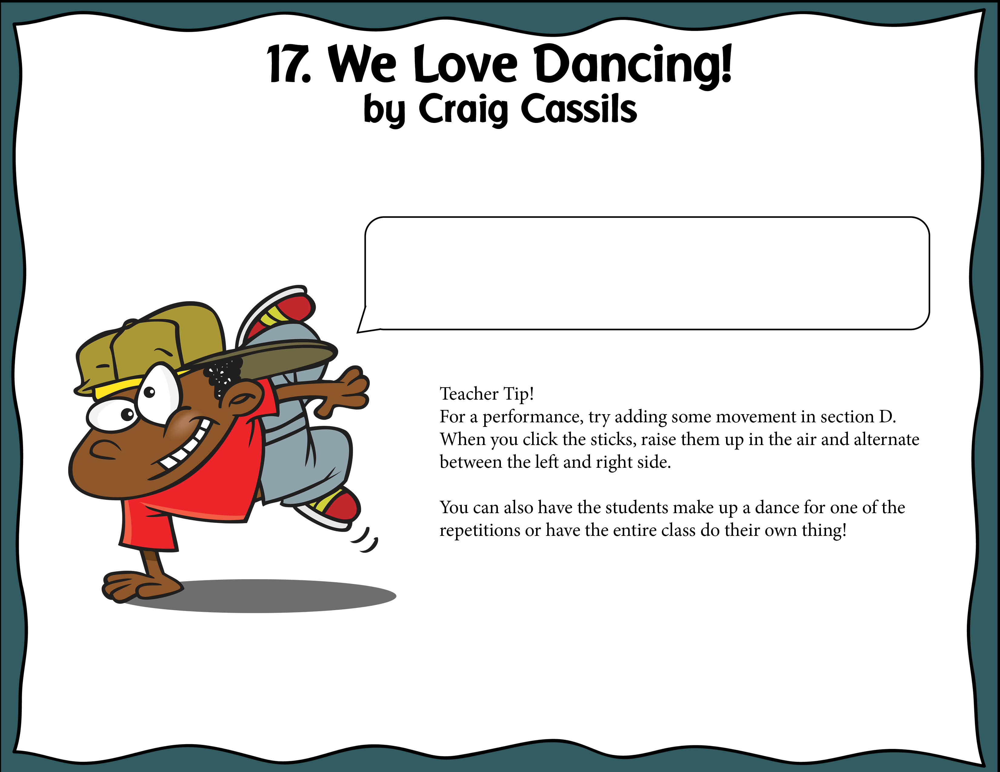 17. We Love Dancing!
by Craig Cassils
Teacher Tip!
For a performance, try adding some movement in section D.
When you click the sticks, raise them up in the air and alternate
between the left and right side.
You can also have the students make up a dance for one of the
repetitions or have the entire class do their own thing!